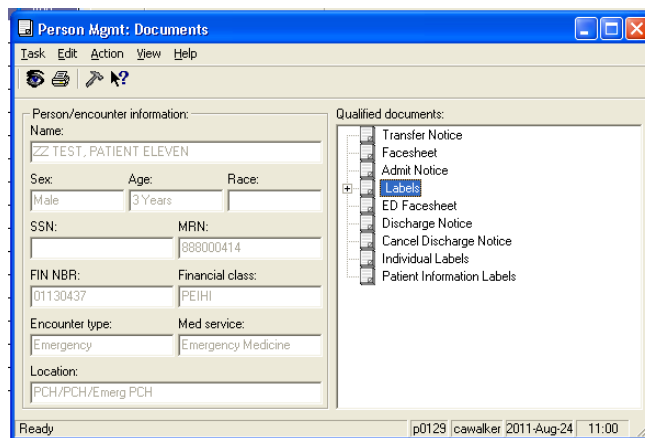 Person Mgmt: Documents
Task Edit Action View Help
Person/encounter information:
Name:
ZZ TEST, PATIENT ELEVEN
Sex: Age: Race:
Male 3 Years
SSN: MRN:
888000414
FIN NBR: Financial class:
01130437 PEIHI
Encounter type: Med service:
Emergency Emergency Medicine
Location:
PCH/PCH/Emerg PCH
Qualified documents:
Transfer Notice
Facesheet
Admit Notice
Labels
ED Facesheet
Discharge Notice
Cancel Discharge Notice
Individual Labels
Patient Information Labels
Ready p0129 cawalker 2011-Aug-24 11:00